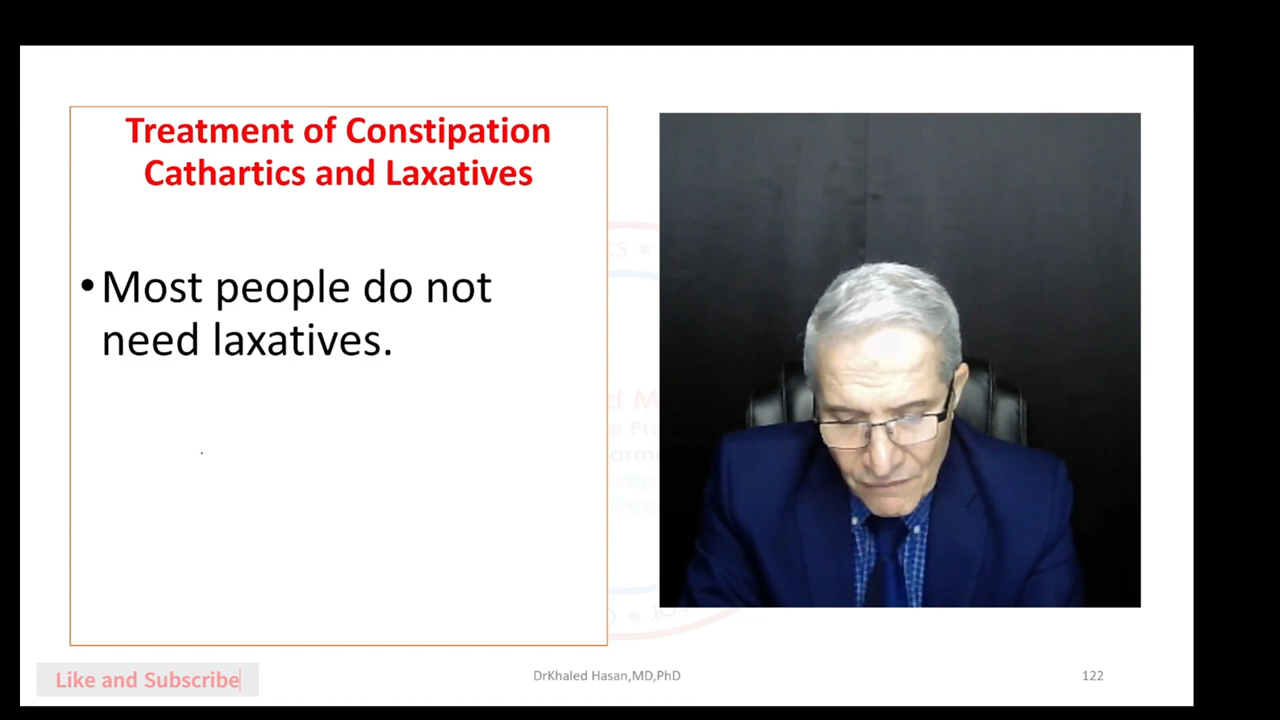 Treatment of Constipation
Cathartics and Laxatives
•Most people do not
need laxatives.
Like and Subscribe
DrKhaled Hasan,MD,PhD
122